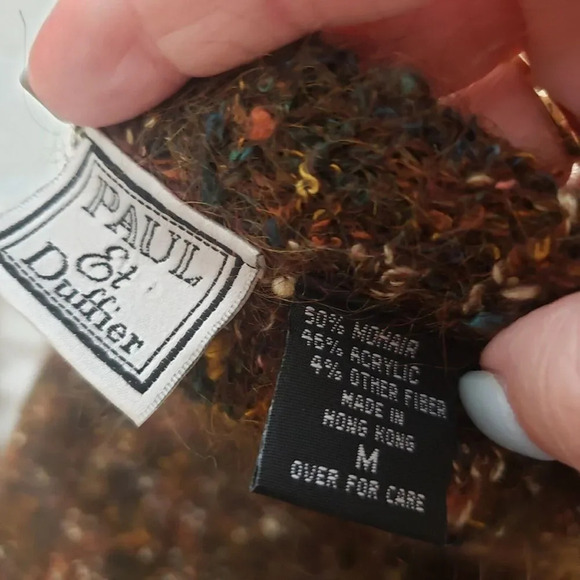 PAUL
Et
Duffier
50% MOHAIR
46% ACRYLIC
4% OTHER FIBER
MADE IN
HONG KONG
M
OVER FOR CARE